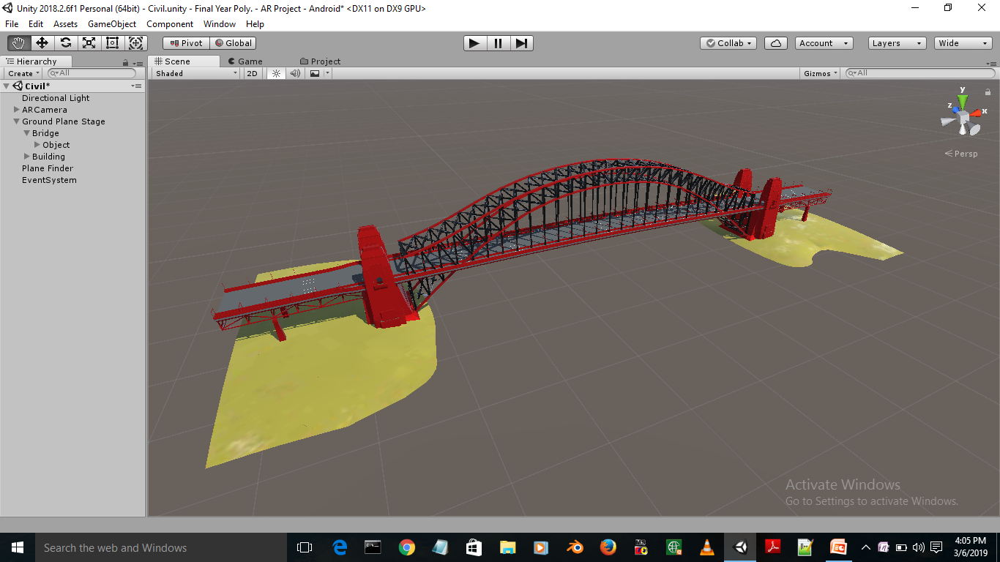 Unity 2018.2.6f1 Personal (64bit) - Civil.unity - Final Year Poly. - AR Project - Android* <DX11 on DX9 GPU>
File Edit Assets GameObject Component Window Help
Pivot Global Collab Account Layers Wide
Hierarchy Scene Game Project
Create All Shaded 2D Gizmos All
Civil*
Directional Light
ARCamera
Ground Plane Stage
Bridge
Object
Building
Plane Finder
EventSystem
y
z x
Persp
Activate Windows
Go to Settings to activate Windows.
Search the web and Windows
4:05 PM
3/6/2019